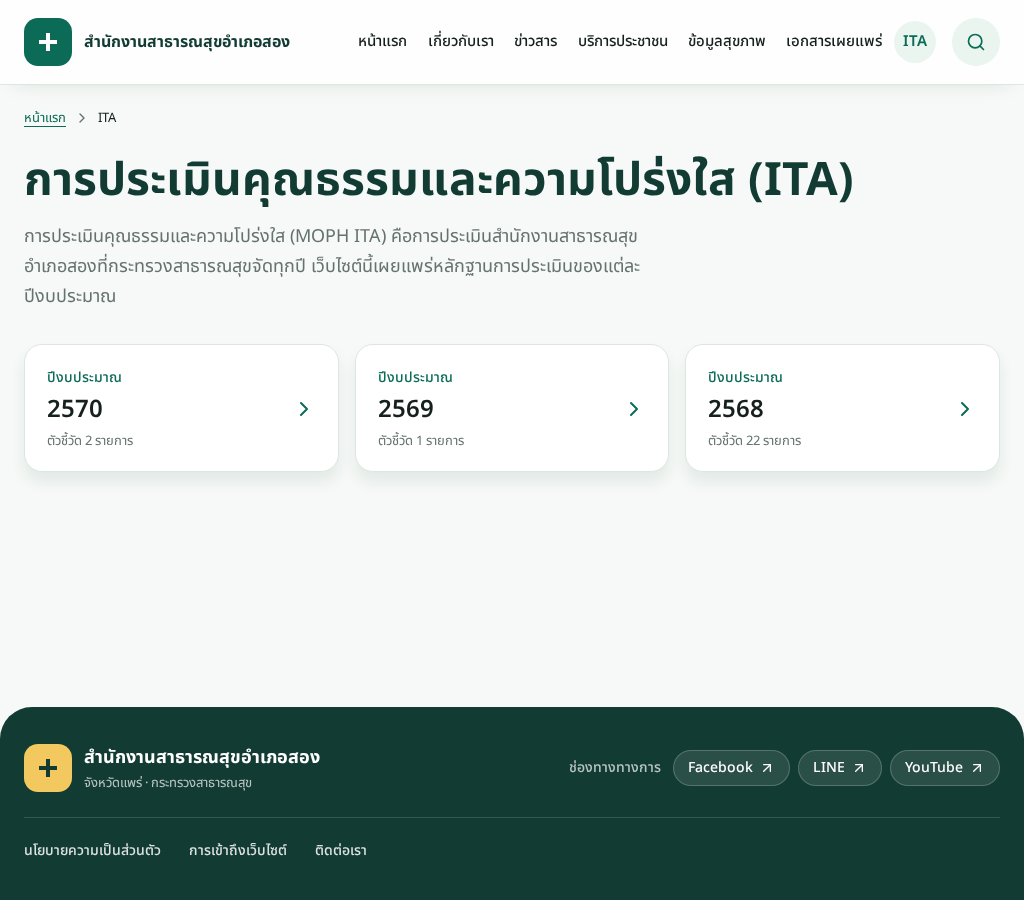 สำนักงานสาธารณสุขอำเภอสอง
หน้าแรก เกี่ยวกับเรา ข่าวสาร บริการประชาชน ข้อมูลสุขภาพ เอกสารเผยแพร่ ITA
หน้าแรก ITA
การประเมินคุณธรรมและความโปร่งใส (ITA)
การประเมินคุณธรรมและความโปร่งใส (MOPH ITA) คือการประเมินสำนักงานสาธารณสุข
อำเภอสองที่กระทรวงสาธารณสุขจัดทุกปี เว็บไซต์นี้เผยแพร่หลักฐานการประเมินของแต่ละ
ปีงบประมาณ
ปีงบประมาณ
2570
ตัวชี้วัด 2 รายการ
ปีงบประมาณ
2569
ตัวชี้วัด 1 รายการ
ปีงบประมาณ
2568
ตัวชี้วัด 22 รายการ
สำนักงานสาธารณสุขอำเภอสอง
จังหวัดแพร่ · กระทรวงสาธารณสุข
ช่องทางทางการ Facebook LINE YouTube
นโยบายความเป็นส่วนตัว การเข้าถึงเว็บไซต์ ติดต่อเรา